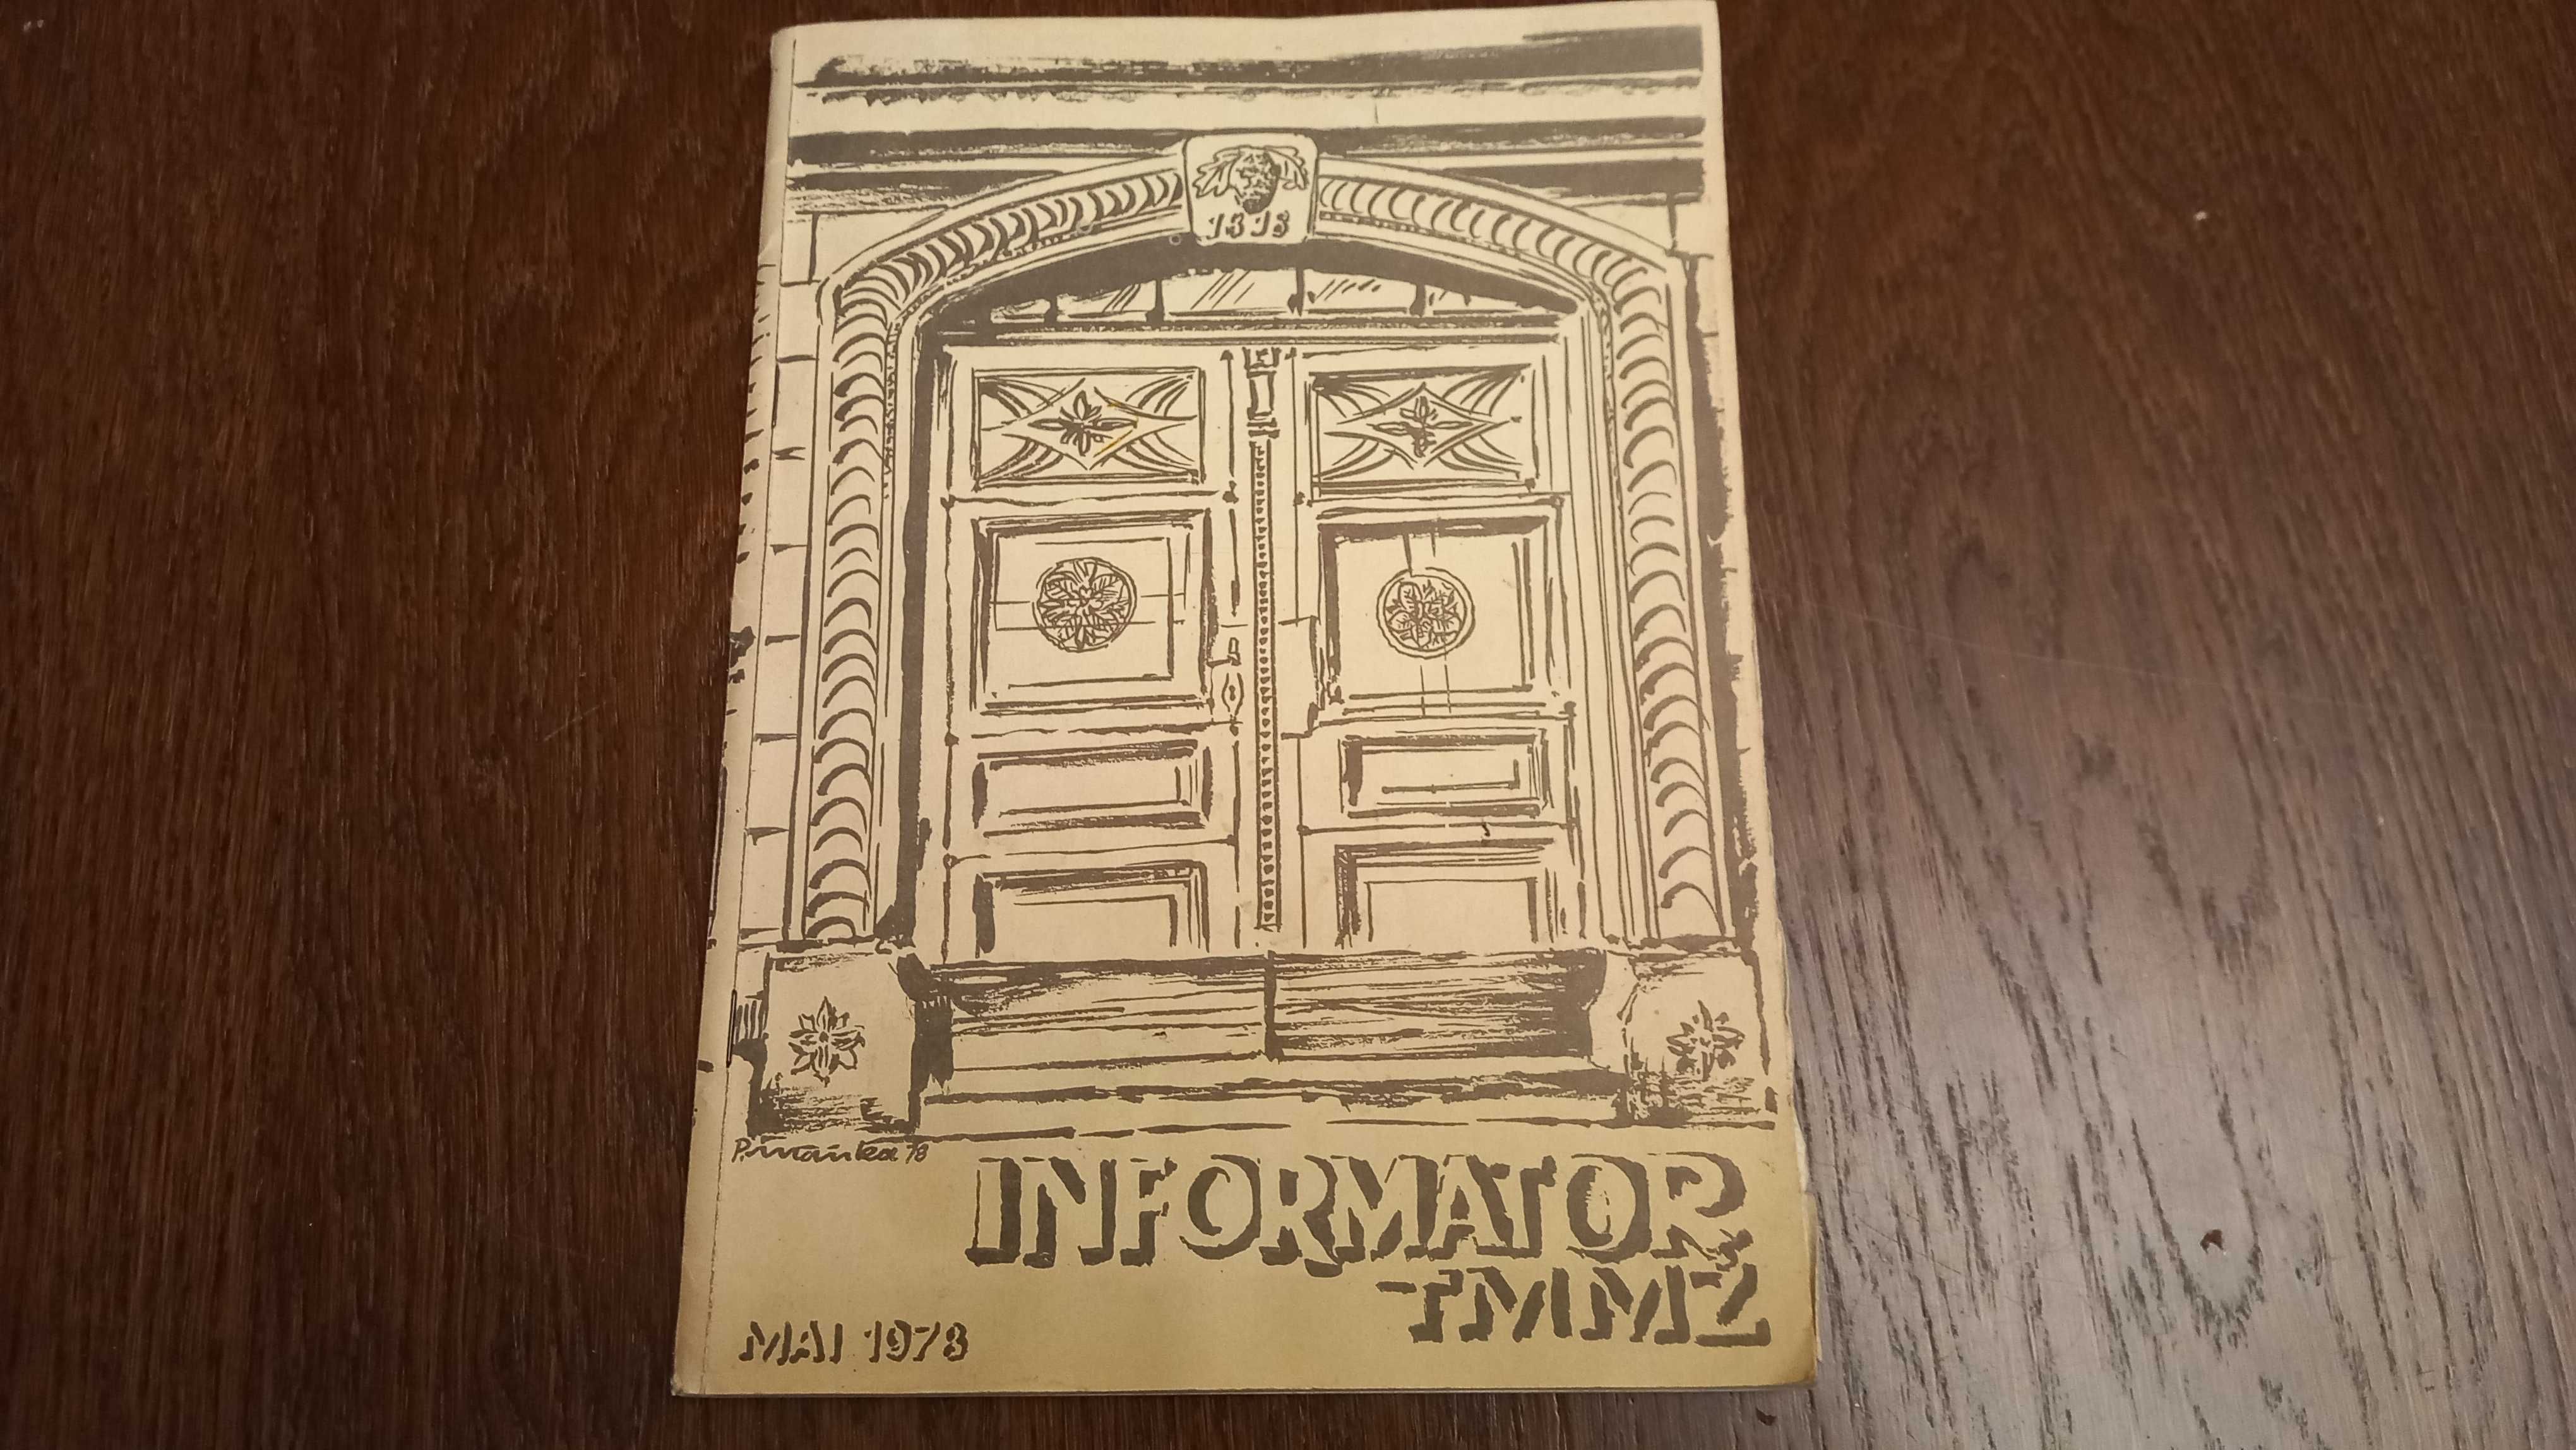 1313
P. Mańka 78
INFORMATOR
TMMZ
MAI 1978